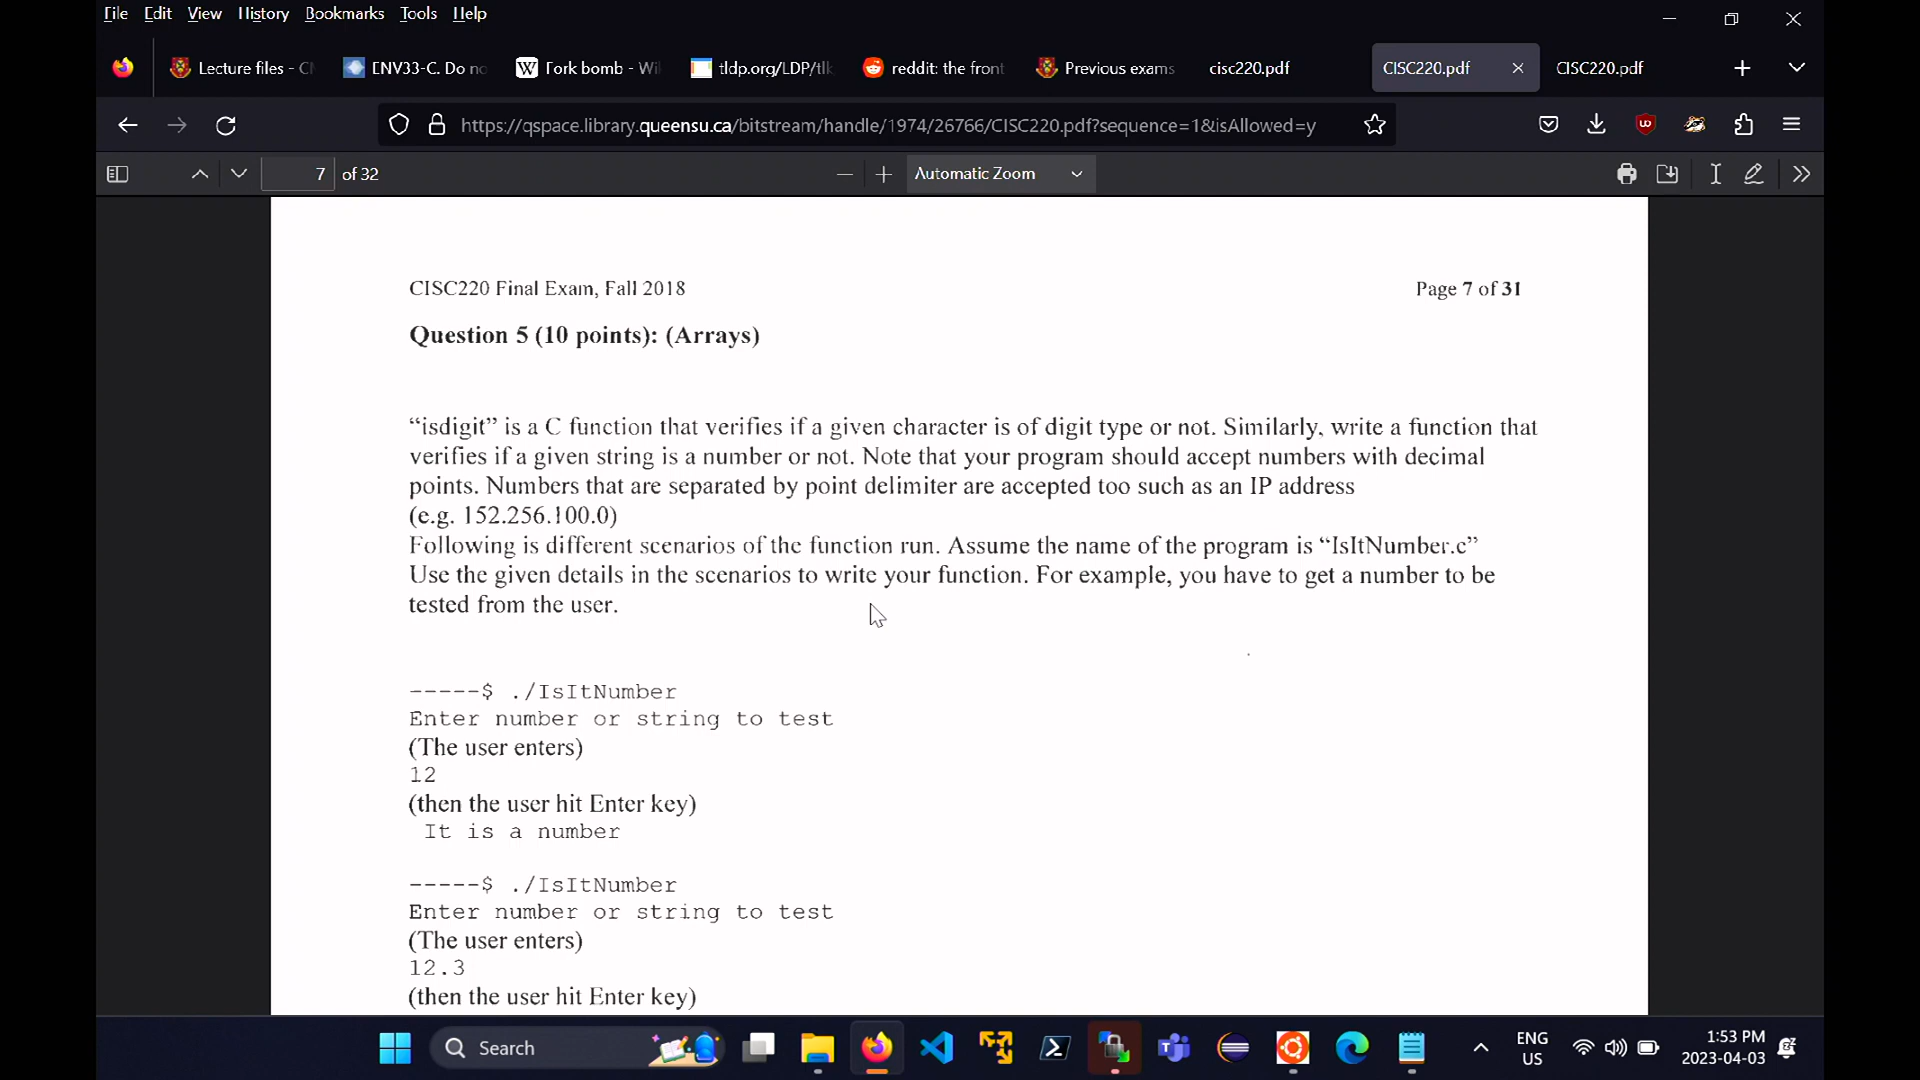 File Edit View History Bookmarks Tools Help
Lecture files - CM
ENV33-C. Do no
Fork bomb - Wi
tldp.org/LDP/tlk
reddit: the front
Previous exams
cisc220.pdf
CISC220.pdf
CISC220.pdf
https://qspace.library.queensu.ca/bitstream/handle/1974/26766/CISC220.pdf?sequence=1&isAllowed=y
7 of 32
Automatic Zoom
CISC220 Final Exam, Fall 2018
Page 7 of 31
Question 5 (10 points): (Arrays)
“isdigit” is a C function that verifies if a given character is of digit type or not. Similarly, write a function that
verifies if a given string is a number or not. Note that your program should accept numbers with decimal
points. Numbers that are separated by point delimiter are accepted too such as an IP address
(e.g. 152.256.100.0)
Following is different scenarios of the function run. Assume the name of the program is “IsItNumber.c”
Use the given details in the scenarios to write your function. For example, you have to get a number to be
tested from the user.
-----$ ./IsItNumber
Enter number or string to test
(The user enters)
12
(then the user hit Enter key)
It is a number
-----$ ./IsItNumber
Enter number or string to test
(The user enters)
12.3
(then the user hit Enter key)
Search
ENG
US
1:53 PM
2023-04-03